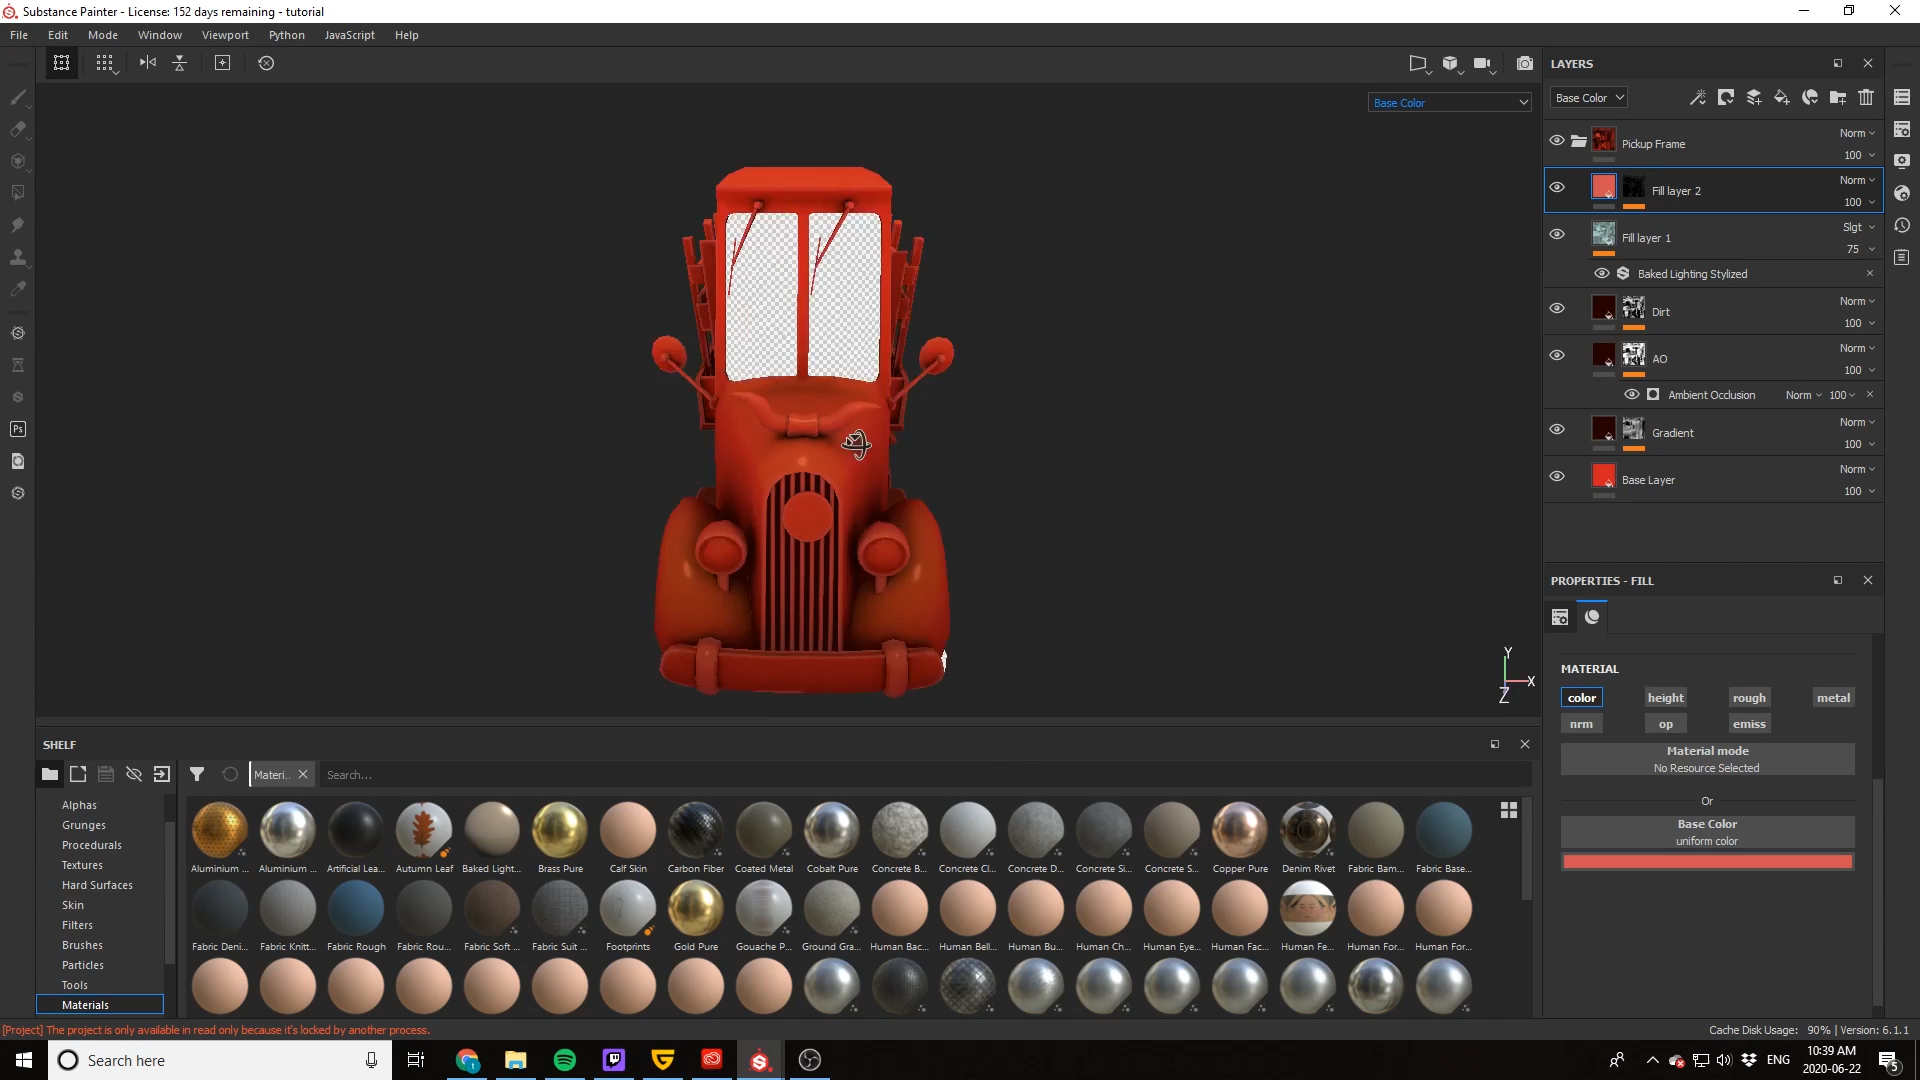 Substance Painter - License: 152 days remaining - tutorial
File Edit Mode Window Viewport Python JavaScript Help
Base Color
Y
X
Z
LAYERS
Base Color
Pickup Frame Norm 100
Fill layer 2 Norm 100
Fill layer 1 Slgt 75
Baked Lighting Stylized
Dirt Norm 100
AO Norm 100
Ambient Occlusion Norm 100
Gradient Norm 100
Base Layer Norm 100
PROPERTIES - FILL
MATERIAL
color height rough metal
nrm op emiss
Material mode
No Resource Selected
Or
Base Color
uniform color
Ps
SHELF
Materi.. Search...
Alphas
Grunges
Procedurals
Textures
Hard Surfaces
Skin
Filters
Brushes
Particles
Tools
Materials
Aluminium ... Aluminium ... Artificial Lea... Autumn Leaf Baked Light... Brass Pure Calf Skin Carbon Fiber Coated Metal Cobalt Pure Concrete B... Concrete Cl... Concrete D... Concrete Si... Concrete S... Copper Pure Denim Rivet Fabric Bam... Fabric Base...
Fabric Deni... Fabric Knitt... Fabric Rough Fabric Rou... Fabric Soft ... Fabric Suit ... Footprints Gold Pure Gouache P... Ground Gra... Human Bac... Human Bell... Human Bu... Human Ch... Human Eye... Human Fac... Human Fe... Human For... Human For...
[Project] The project is only available in read only because it's locked by another process.
Cache Disk Usage: 90% | Version: 6.1.1
Search here
ENG
10:39 AM
2020-06-22
5